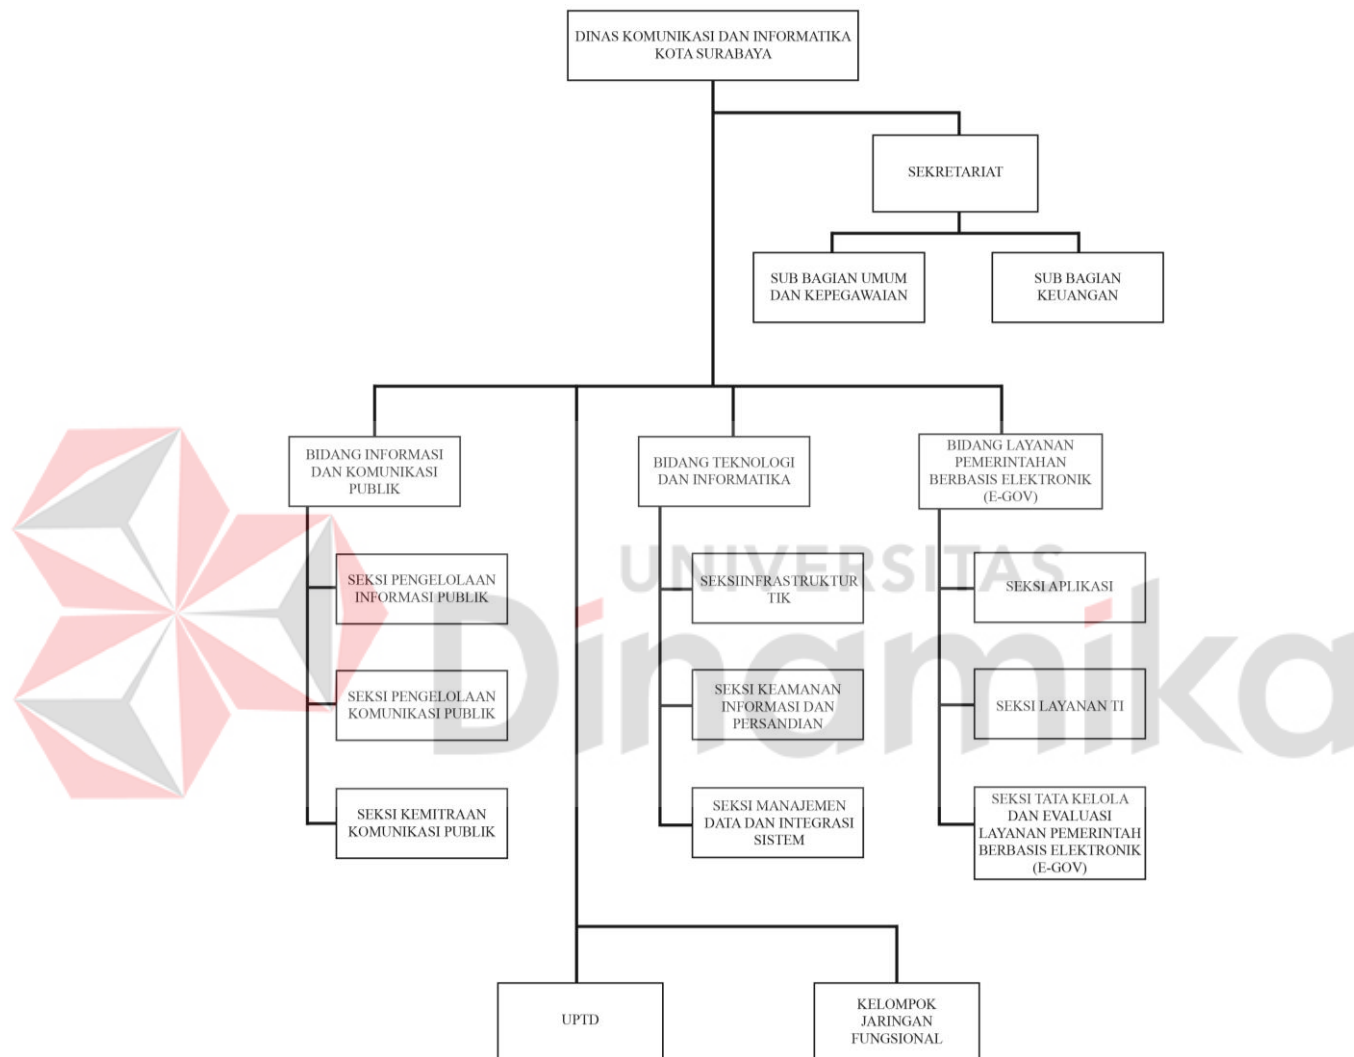 DINAS KOMUNIKASI DAN INFORMATIKA
KOTA SURABAYA
SEKRETARIAT
SUB BAGIAN UMUM
DAN KEPEGAWAIAN
SUB BAGIAN
KEUANGAN
BIDANG INFORMASI
DAN KOMUNIKASI
PUBLIK
BIDANG TEKNOLOGI
DAN INFORMATIKA
BIDANG LAYANAN
PEMERINTAHAN
BERBASIS ELEKTRONIK
(E-GOV)
SEKSI PENGELOLAAN
INFORMASI PUBLIK
SEKSI PENGELOLAAN
KOMUNIKASI PUBLIK
SEKSI KEMITRAAN
KOMUNIKASI PUBLIK
SEKSIINFRASTRUKTUR
TIK
SEKSI KEAMANAN
INFORMASI DAN
PERSANDIAN
SEKSI MANAJEMEN
DATA DAN INTEGRASI
SISTEM
SEKSI APLIKASI
SEKSI LAYANAN TI
SEKSI TATA KELOLA
DAN EVALUASI
LAYANAN PEMERINTAH
BERBASIS ELEKTRONIK
(E-GOV)
UPTD
KELOMPOK
JARINGAN
FUNGSIONAL
UNIVERSITAS
Dinamika